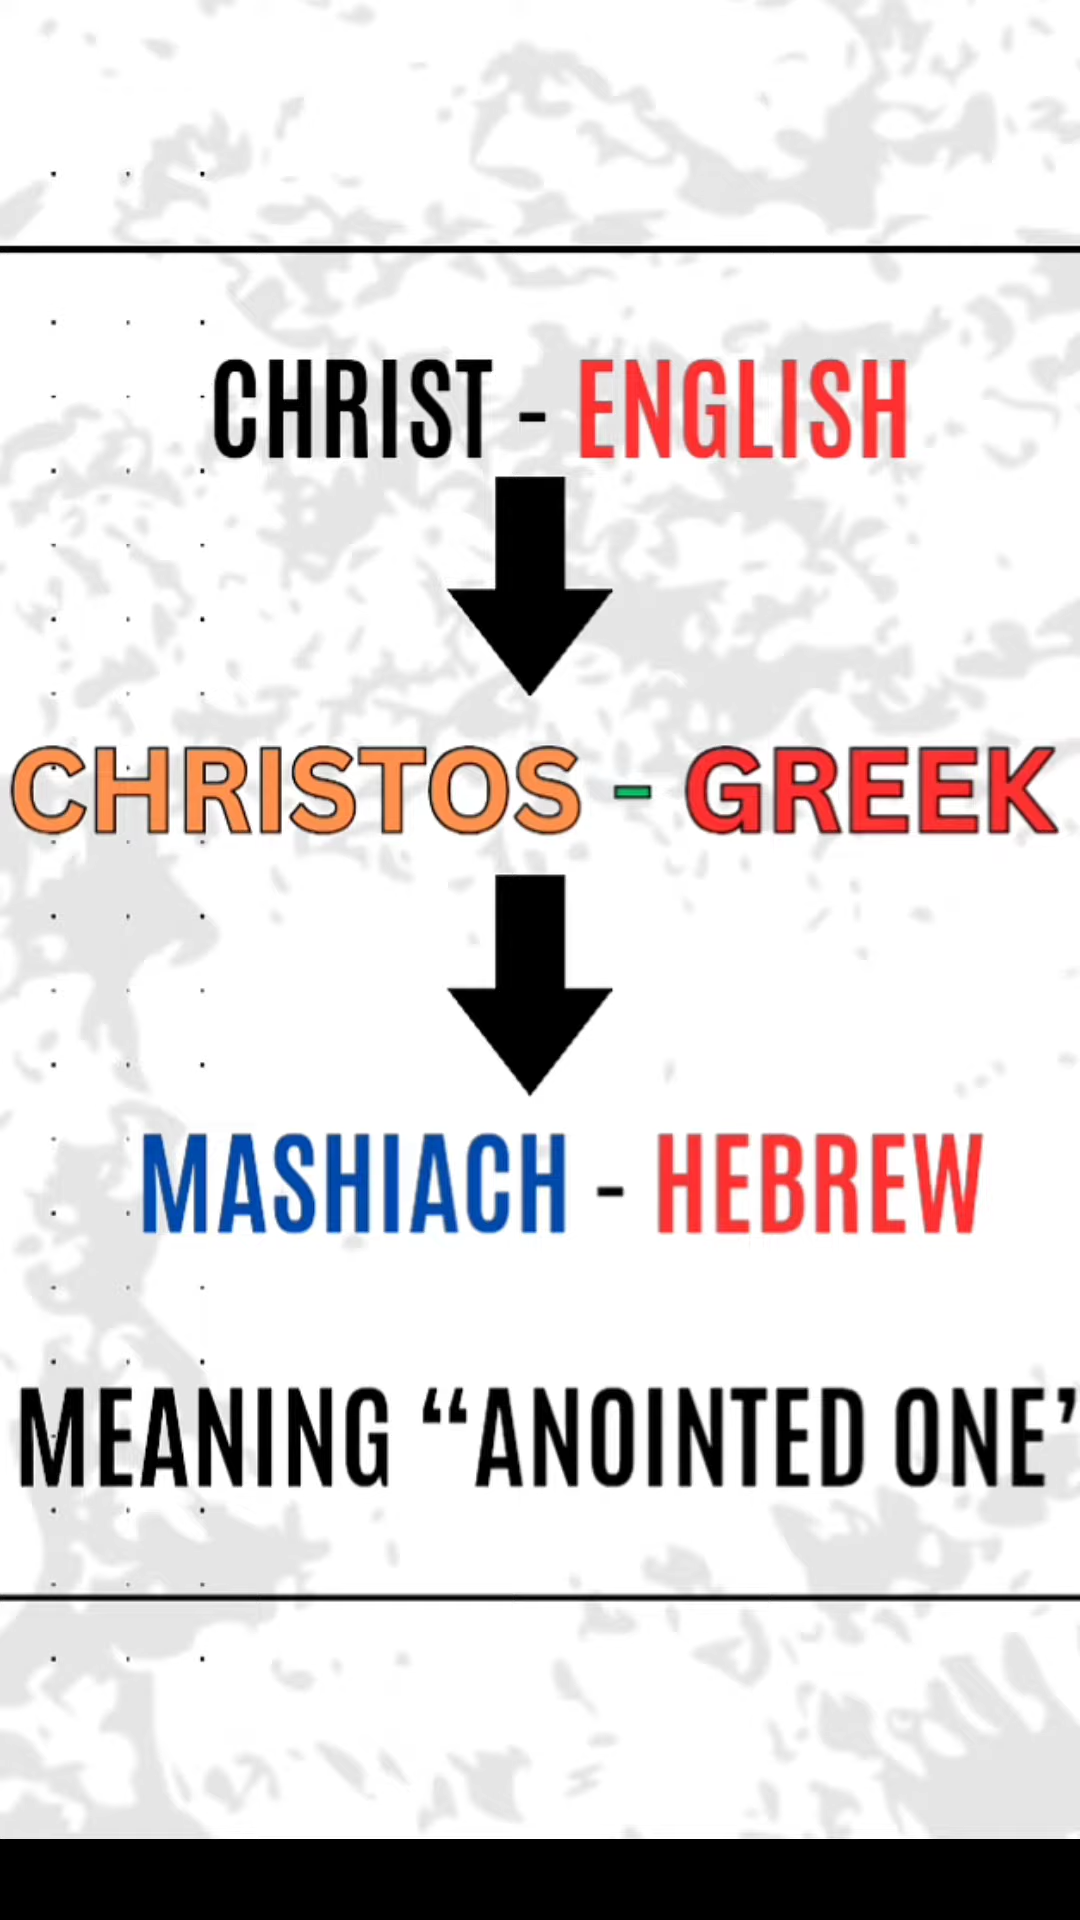 CHRIST - ENGLISH
CHRISTOS - GREEK
MASHIACH - HEBREW
MEANING “ANOINTED ONE’